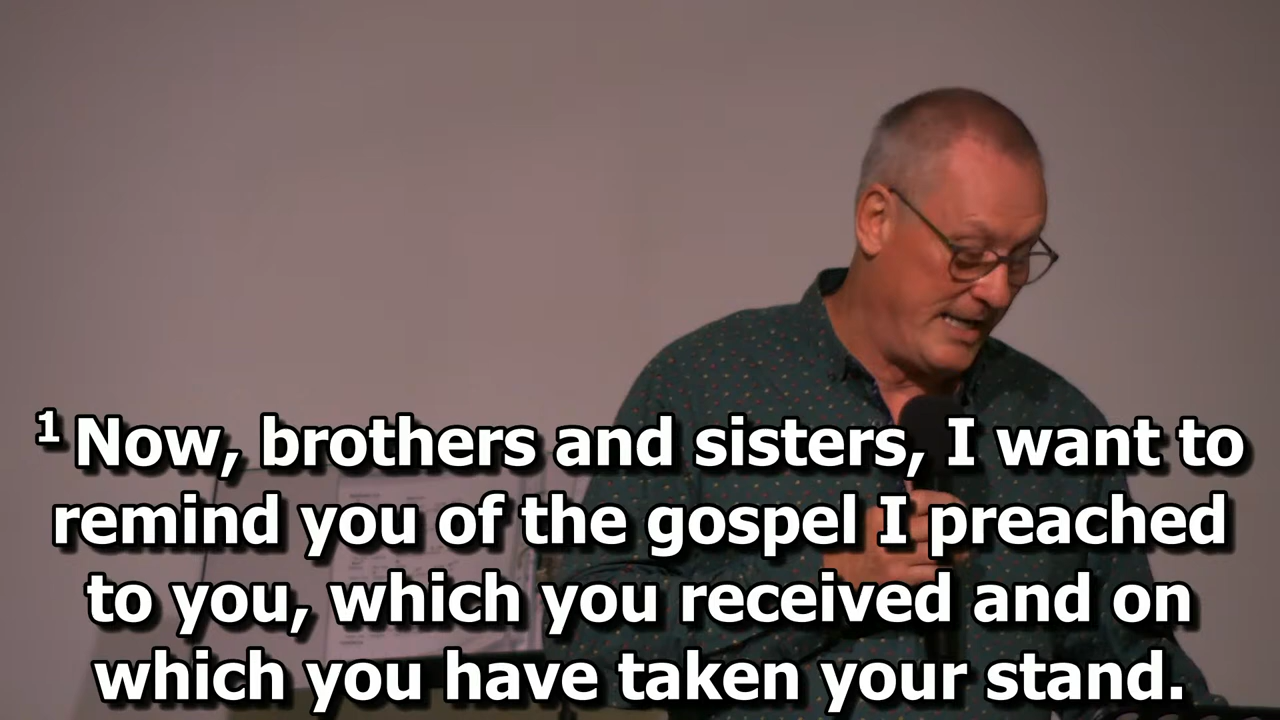 1 Now, brothers and sisters, I want to
remind you of the gospel I preached
to you, which you received and on
which you have taken your stand.